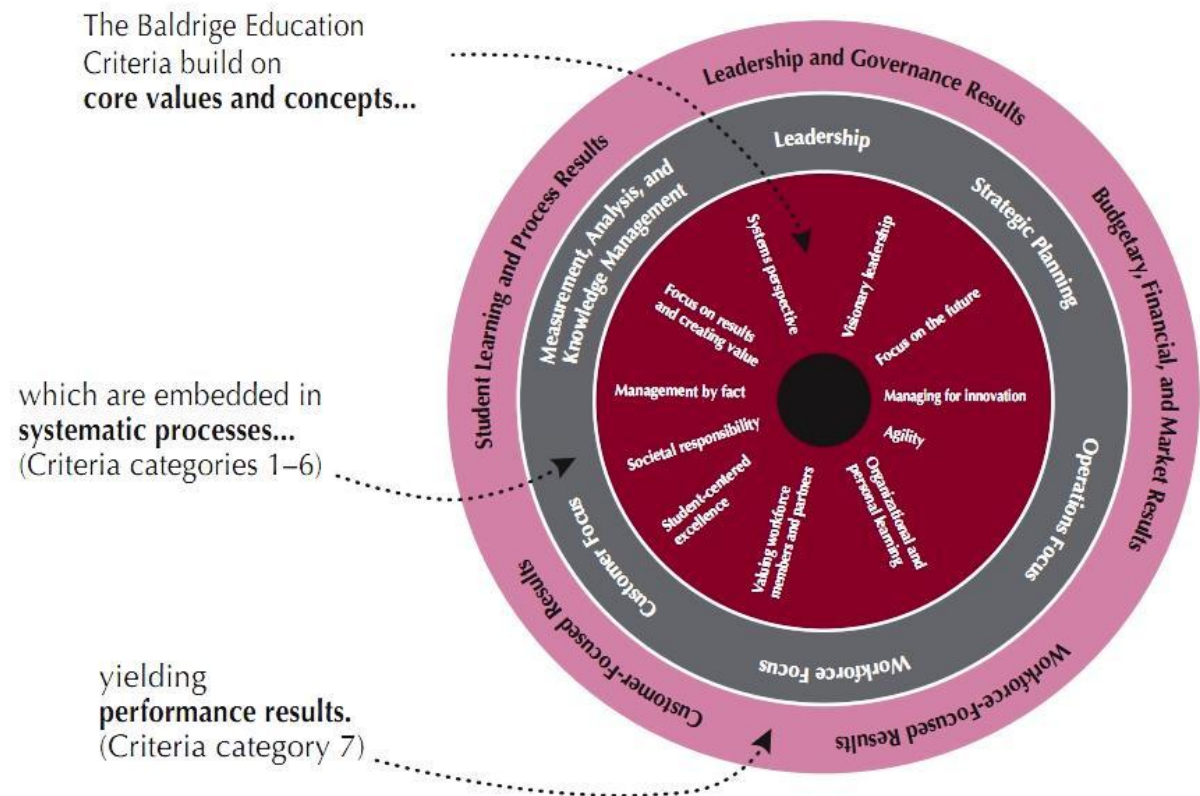 The Baldrige Education
Criteria build on
core values and concepts...
which are embedded in
systematic processes...
(Criteria categories 1–6)
yielding
performance results.
(Criteria category 7)
Leadership and Governance Results
Budgetary, Financial, and Market Results
Workforce-Focused Results
Customer-Focused Results
Student Learning and Process Results
Leadership
Strategic Planning
Operations Focus
Workforce Focus
Customer Focus
Measurement, Analysis, and
Knowledge Management
Systems perspective
Visionary leadership
Focus on the future
Managing for innovation
Agility
Organizational and
personal learning
Valuing workforce
members and partners
Student-centered
excellence
Societal responsibility
Management by fact
Focus on results
and creating value